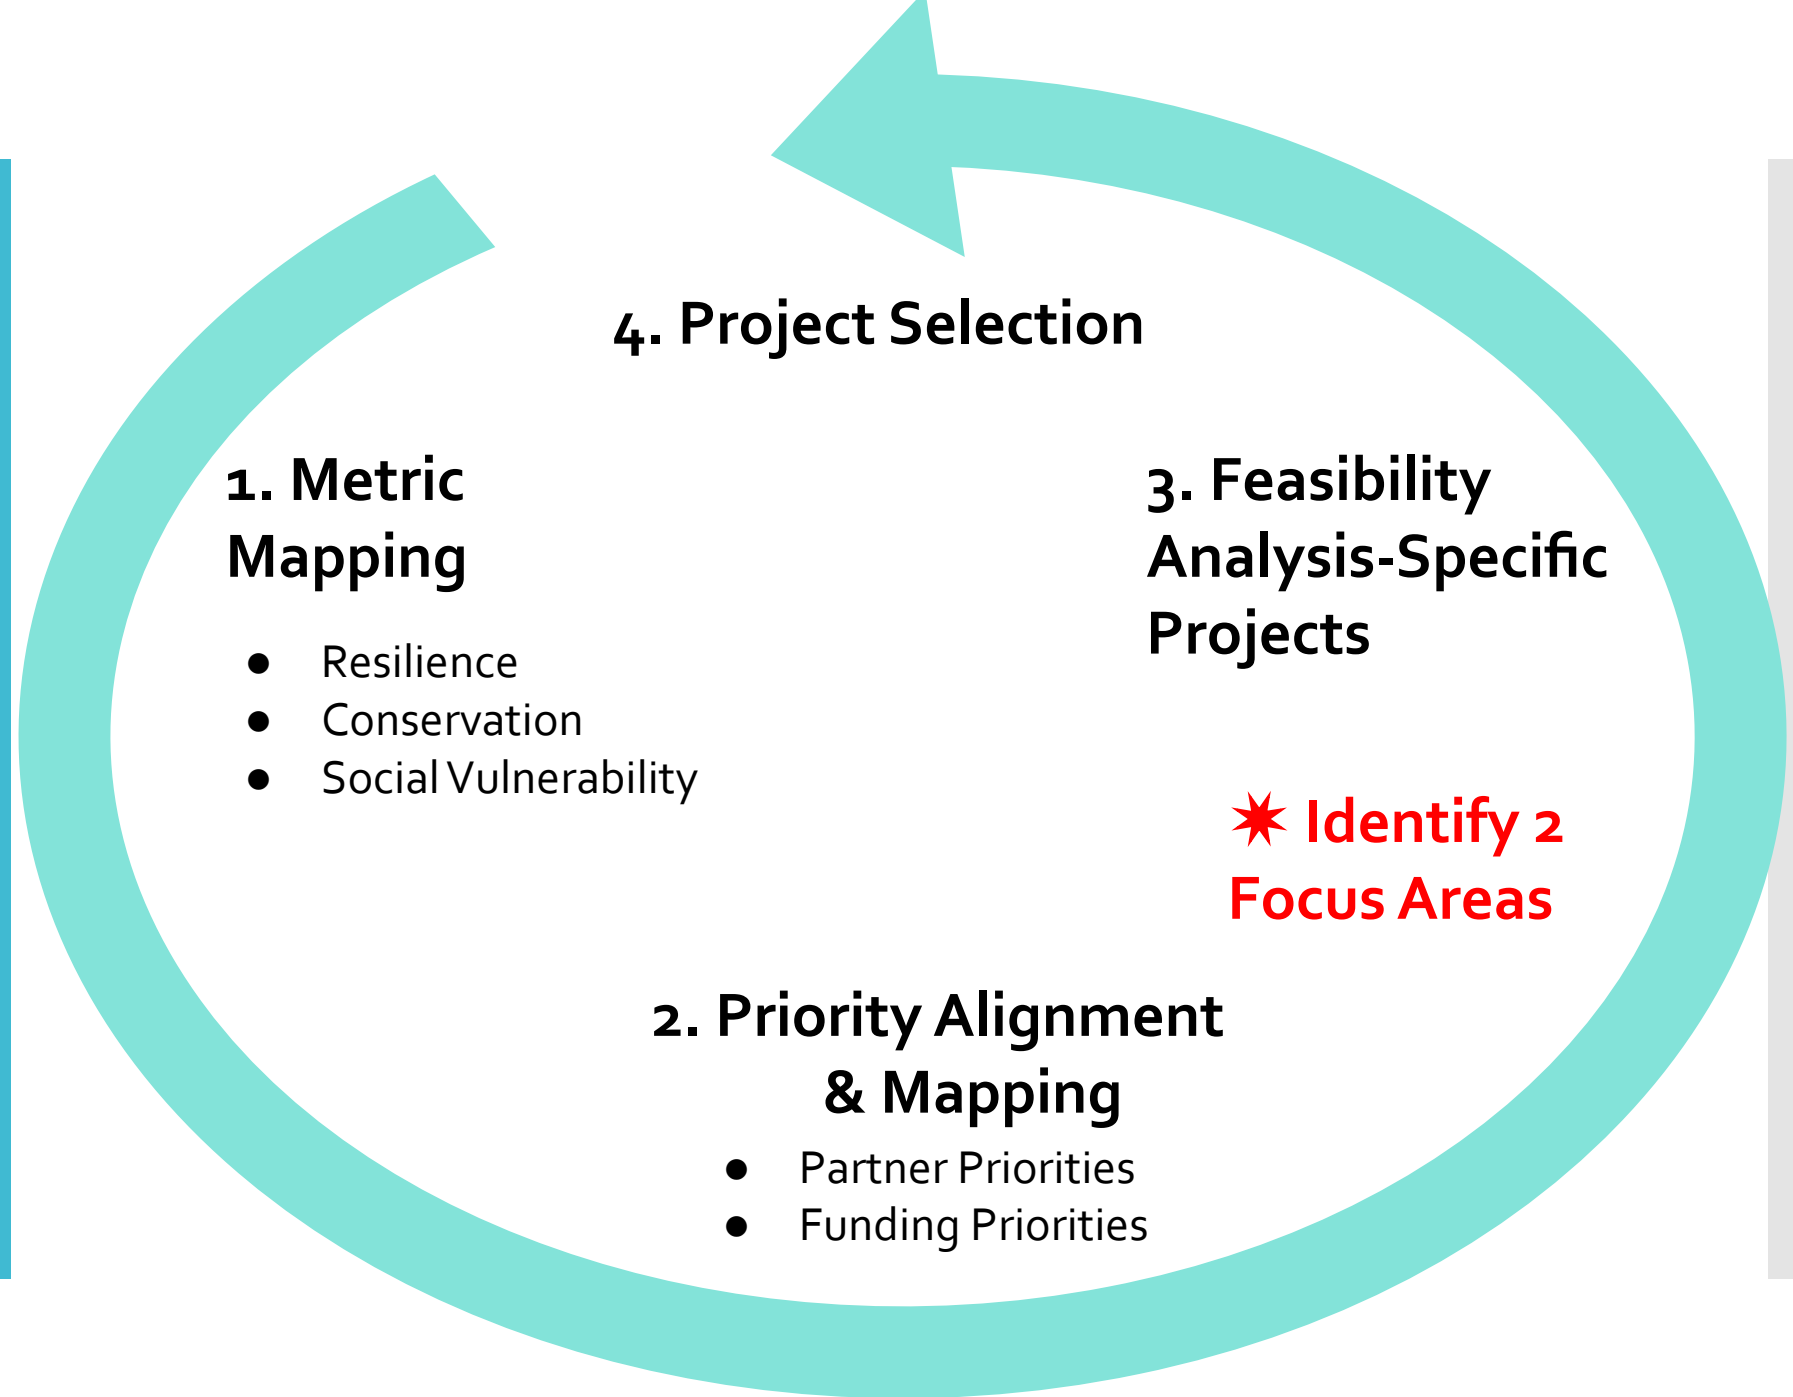 4. Project Selection
1. Metric
Mapping
● Resilience
● Conservation
● Social Vulnerability
3. Feasibility
Analysis-Specific
Projects
✷ Identify 2
Focus Areas
2. Priority Alignment
& Mapping
● Partner Priorities
● Funding Priorities